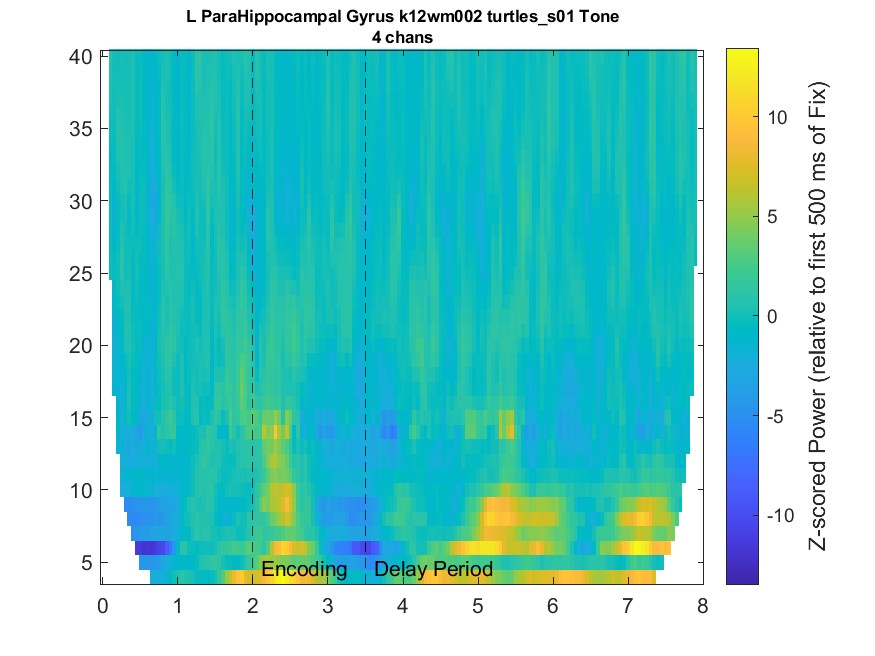 L ParaHippocampal Gyrus k12wm002 turtles_s01 Tone
4 chans
40
35
30
25
20
15
10
5
0 1 2 3 4 5 6 7 8
Encoding
Delay Period
10
5
0
-5
-10
Z-scored Power (relative to first 500 ms of Fix)